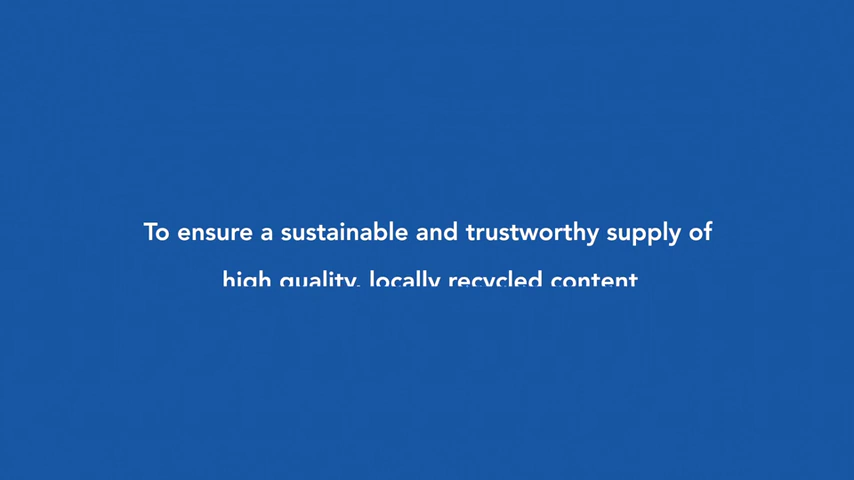 To ensure a sustainable and trustworthy supply of
high quality, locally recycled content